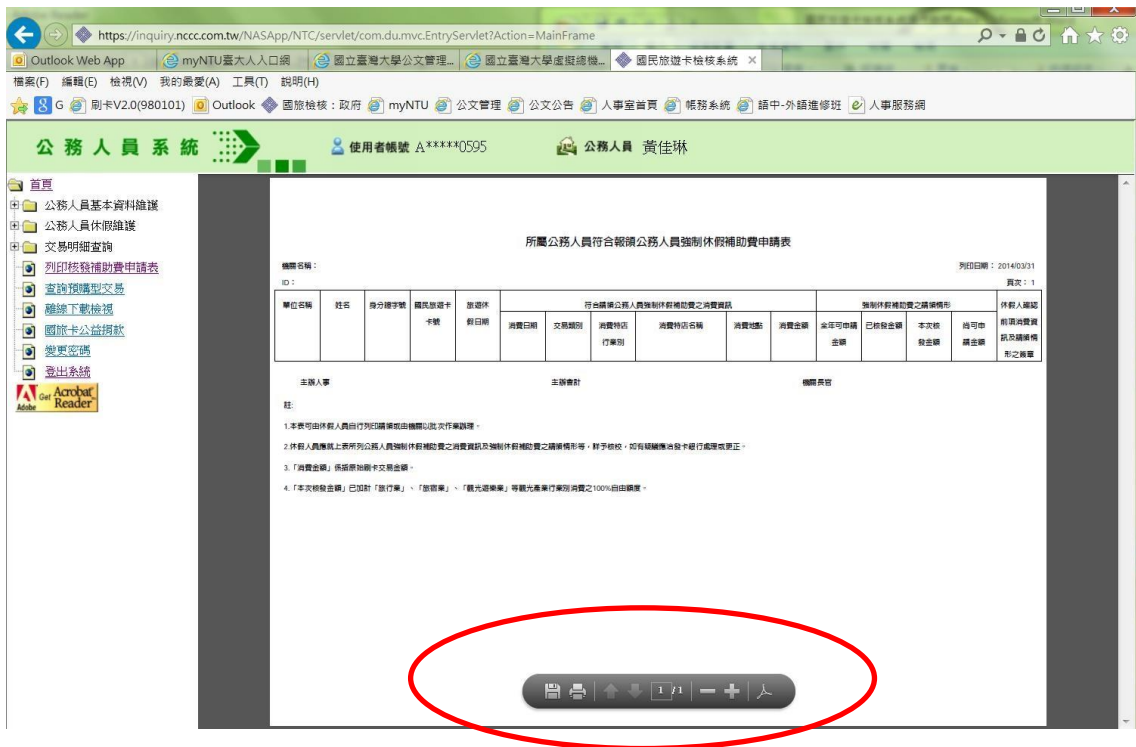 https://inquiry.nccc.com.tw/NASApp/NTC/servlet/com.du.mvc.EntryServlet?Action=MainFrame
Outlook Web App
myNTU臺大人入口網
國立臺灣大學公文管理...
國立臺灣大學虛擬總機...
國民旅遊卡檢核系統
檔案(F) 編輯(E) 檢視(V) 我的最愛(A) 工具(T) 說明(H)
G 刷卡V2.0(980101) Outlook 國旅檢核：政府 myNTU 公文管理 公文公告 人事室首頁 帳務系統 語中-外語進修班 人事服務網
公務人員系統 使用者帳號 A*****0595 公務人員 黃佳琳
首頁
公務人員基本資料維護
公務人員休假維護
交易明細查詢
列印核發補助費申請表
查詢預購型交易
離線下載檢視
國旅卡公益捐款
變更密碼
登出系統
Get Acrobat Reader
Adobe
所屬公務人員符合報領公務人員強制休假補助費申請表
機關名稱：
列印日期：2014/03/31
ID：
頁次：1
單位名稱 姓名 身分證字號 國民旅遊卡卡號 旅遊休假日期
符合請領公務人員強制休假補助費之消費資訊
消費日期 交易類別 消費特店行業別 消費特店名稱 消費地點 消費金額
強制休假補助費之請領情形
全年可申請金額 已核發金額 本次核發金額 尚可申請金額
休假人確認前項消費資訊及請領情形之簽章
主辦人事 主辦會計 機關長官
註:
1.本表可由休假人員自行列印請領或由機關以批次作業辦理。
2.休假人員應就上表所列公務人員強制休假補助費之消費資訊及強制休假補助費之請領情形等，詳予核校，如有疑義應洽發卡銀行處理或更正。
3.「消費金額」係指原始刷卡交易金額。
4.「本次核發金額」已加計「旅行業」、「旅宿業」、「觀光遊樂業」等觀光產業行業別消費之100%自由額度。
1 /1